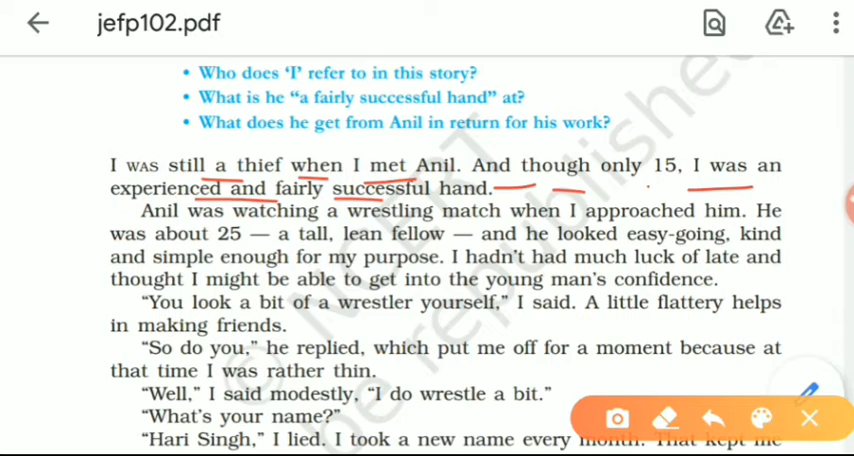 jefp102.pdf
• Who does ‘I’ refer to in this story?
• What is he “a fairly successful hand” at?
• What does he get from Anil in return for his work?
I WAS still a thief when I met Anil. And though only 15, I was an
experienced and fairly successful hand.
Anil was watching a wrestling match when I approached him. He
was about 25 — a tall, lean fellow — and he looked easy-going, kind
and simple enough for my purpose. I hadn’t had much luck of late and
thought I might be able to get into the young man’s confidence.
“You look a bit of a wrestler yourself,” I said. A little flattery helps
in making friends.
“So do you,” he replied, which put me off for a moment because at
that time I was rather thin.
“Well,” I said modestly, “I do wrestle a bit.”
“What’s your name?”
“Hari Singh,” I lied. I took a new name every month. That kept me
© NCERT
be republished